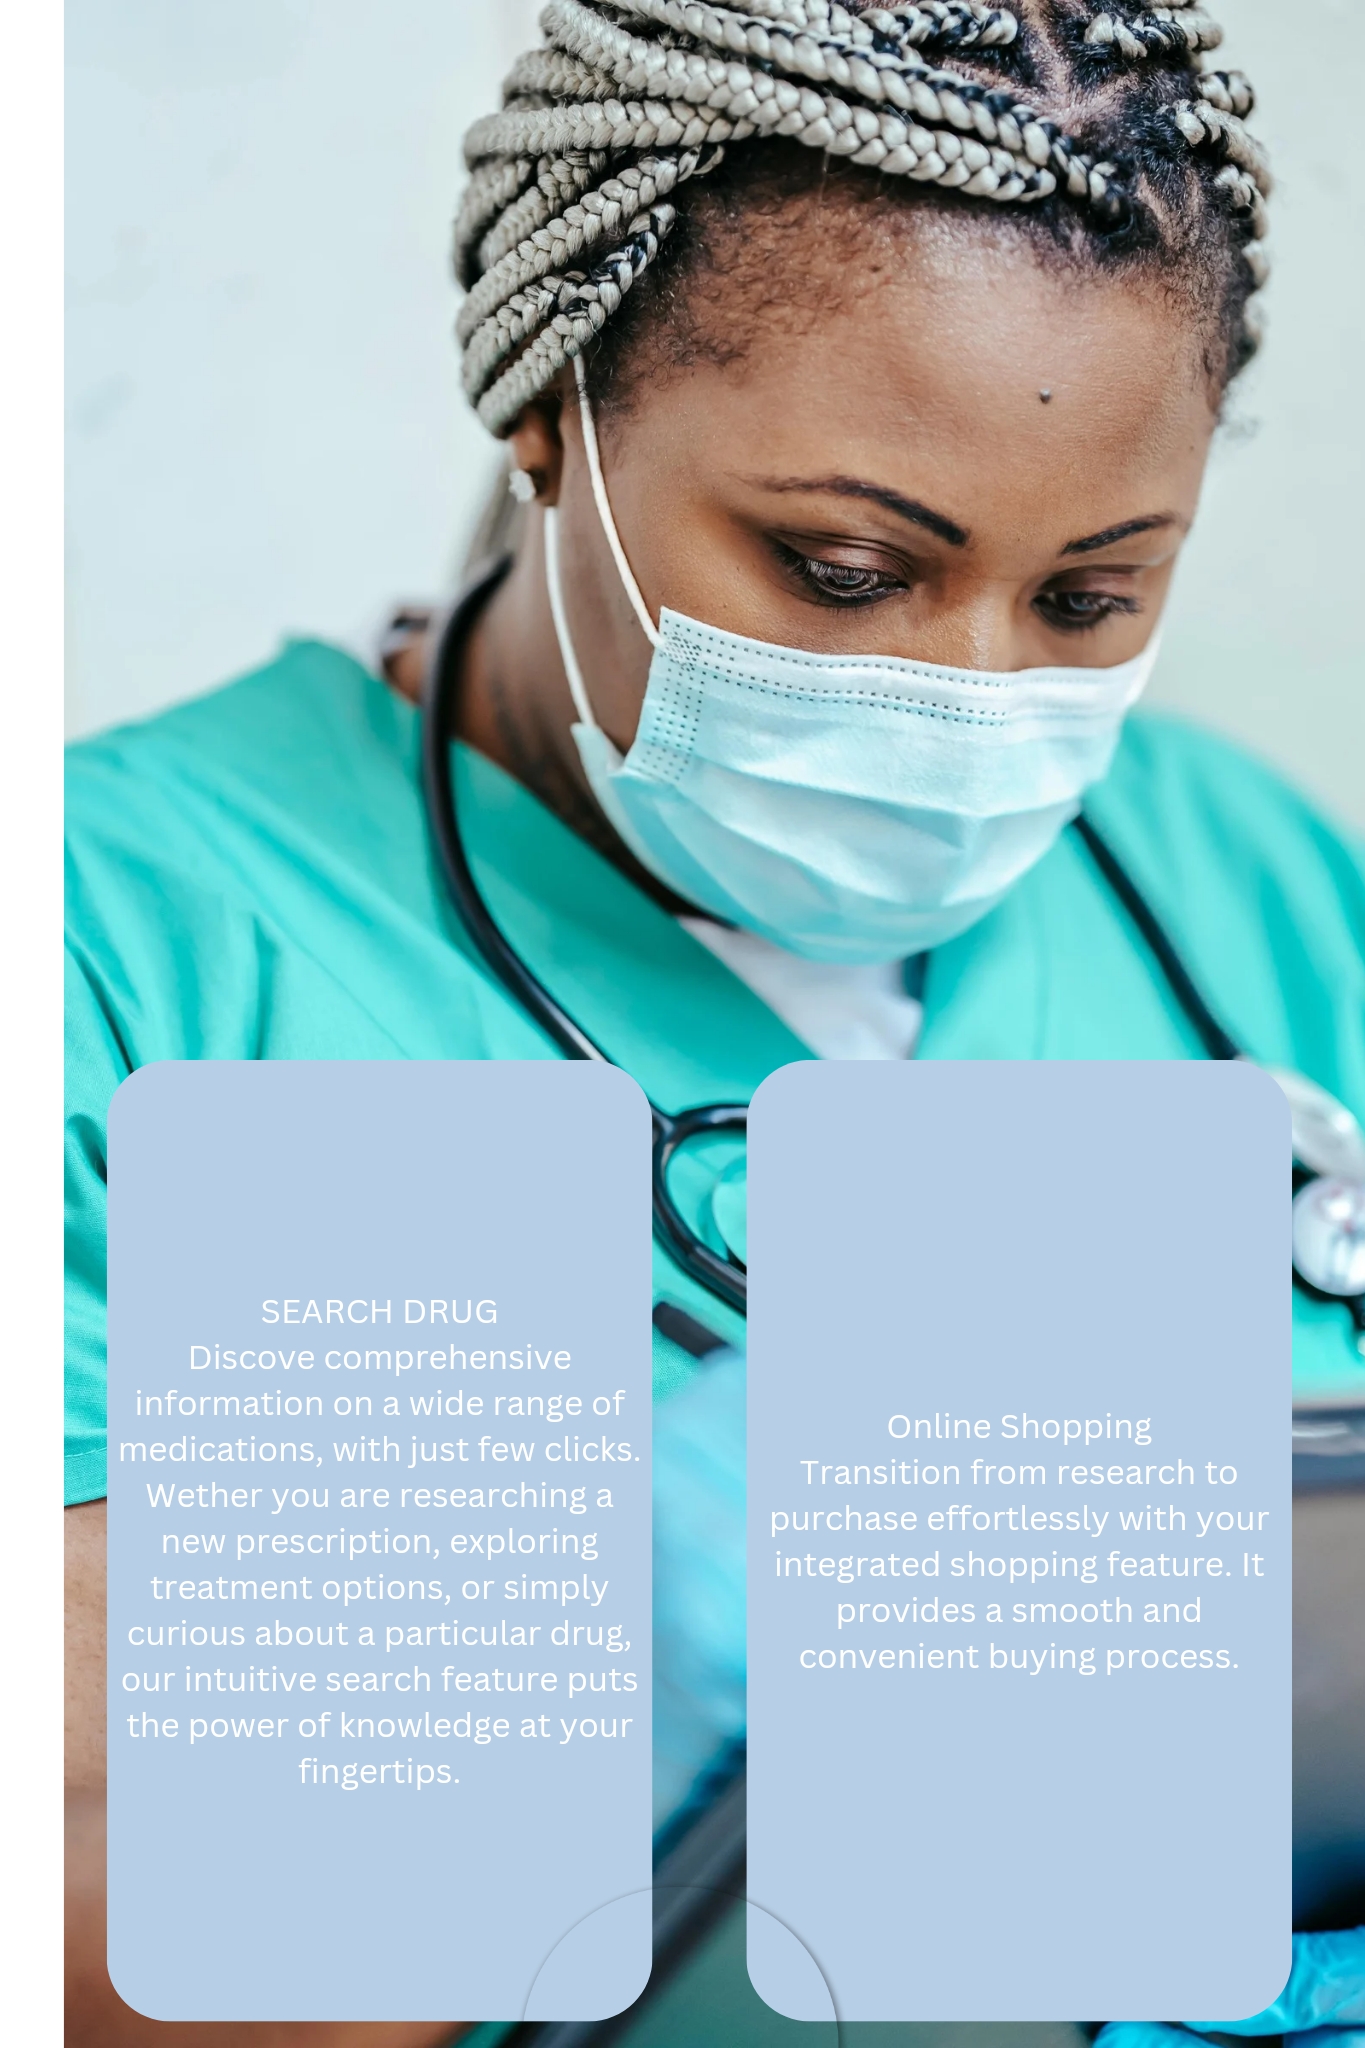 SEARCH DRUG
Discove comprehensive
information on a wide range of
medications, with just few clicks.
Wether you are researching a
new prescription, exploring
treatment options, or simply
curious about a particular drug,
our intuitive search feature puts
the power of knowledge at your
fingertips.
Online Shopping
Transition from research to
purchase effortlessly with your
integrated shopping feature. It
provides a smooth and
convenient buying process.